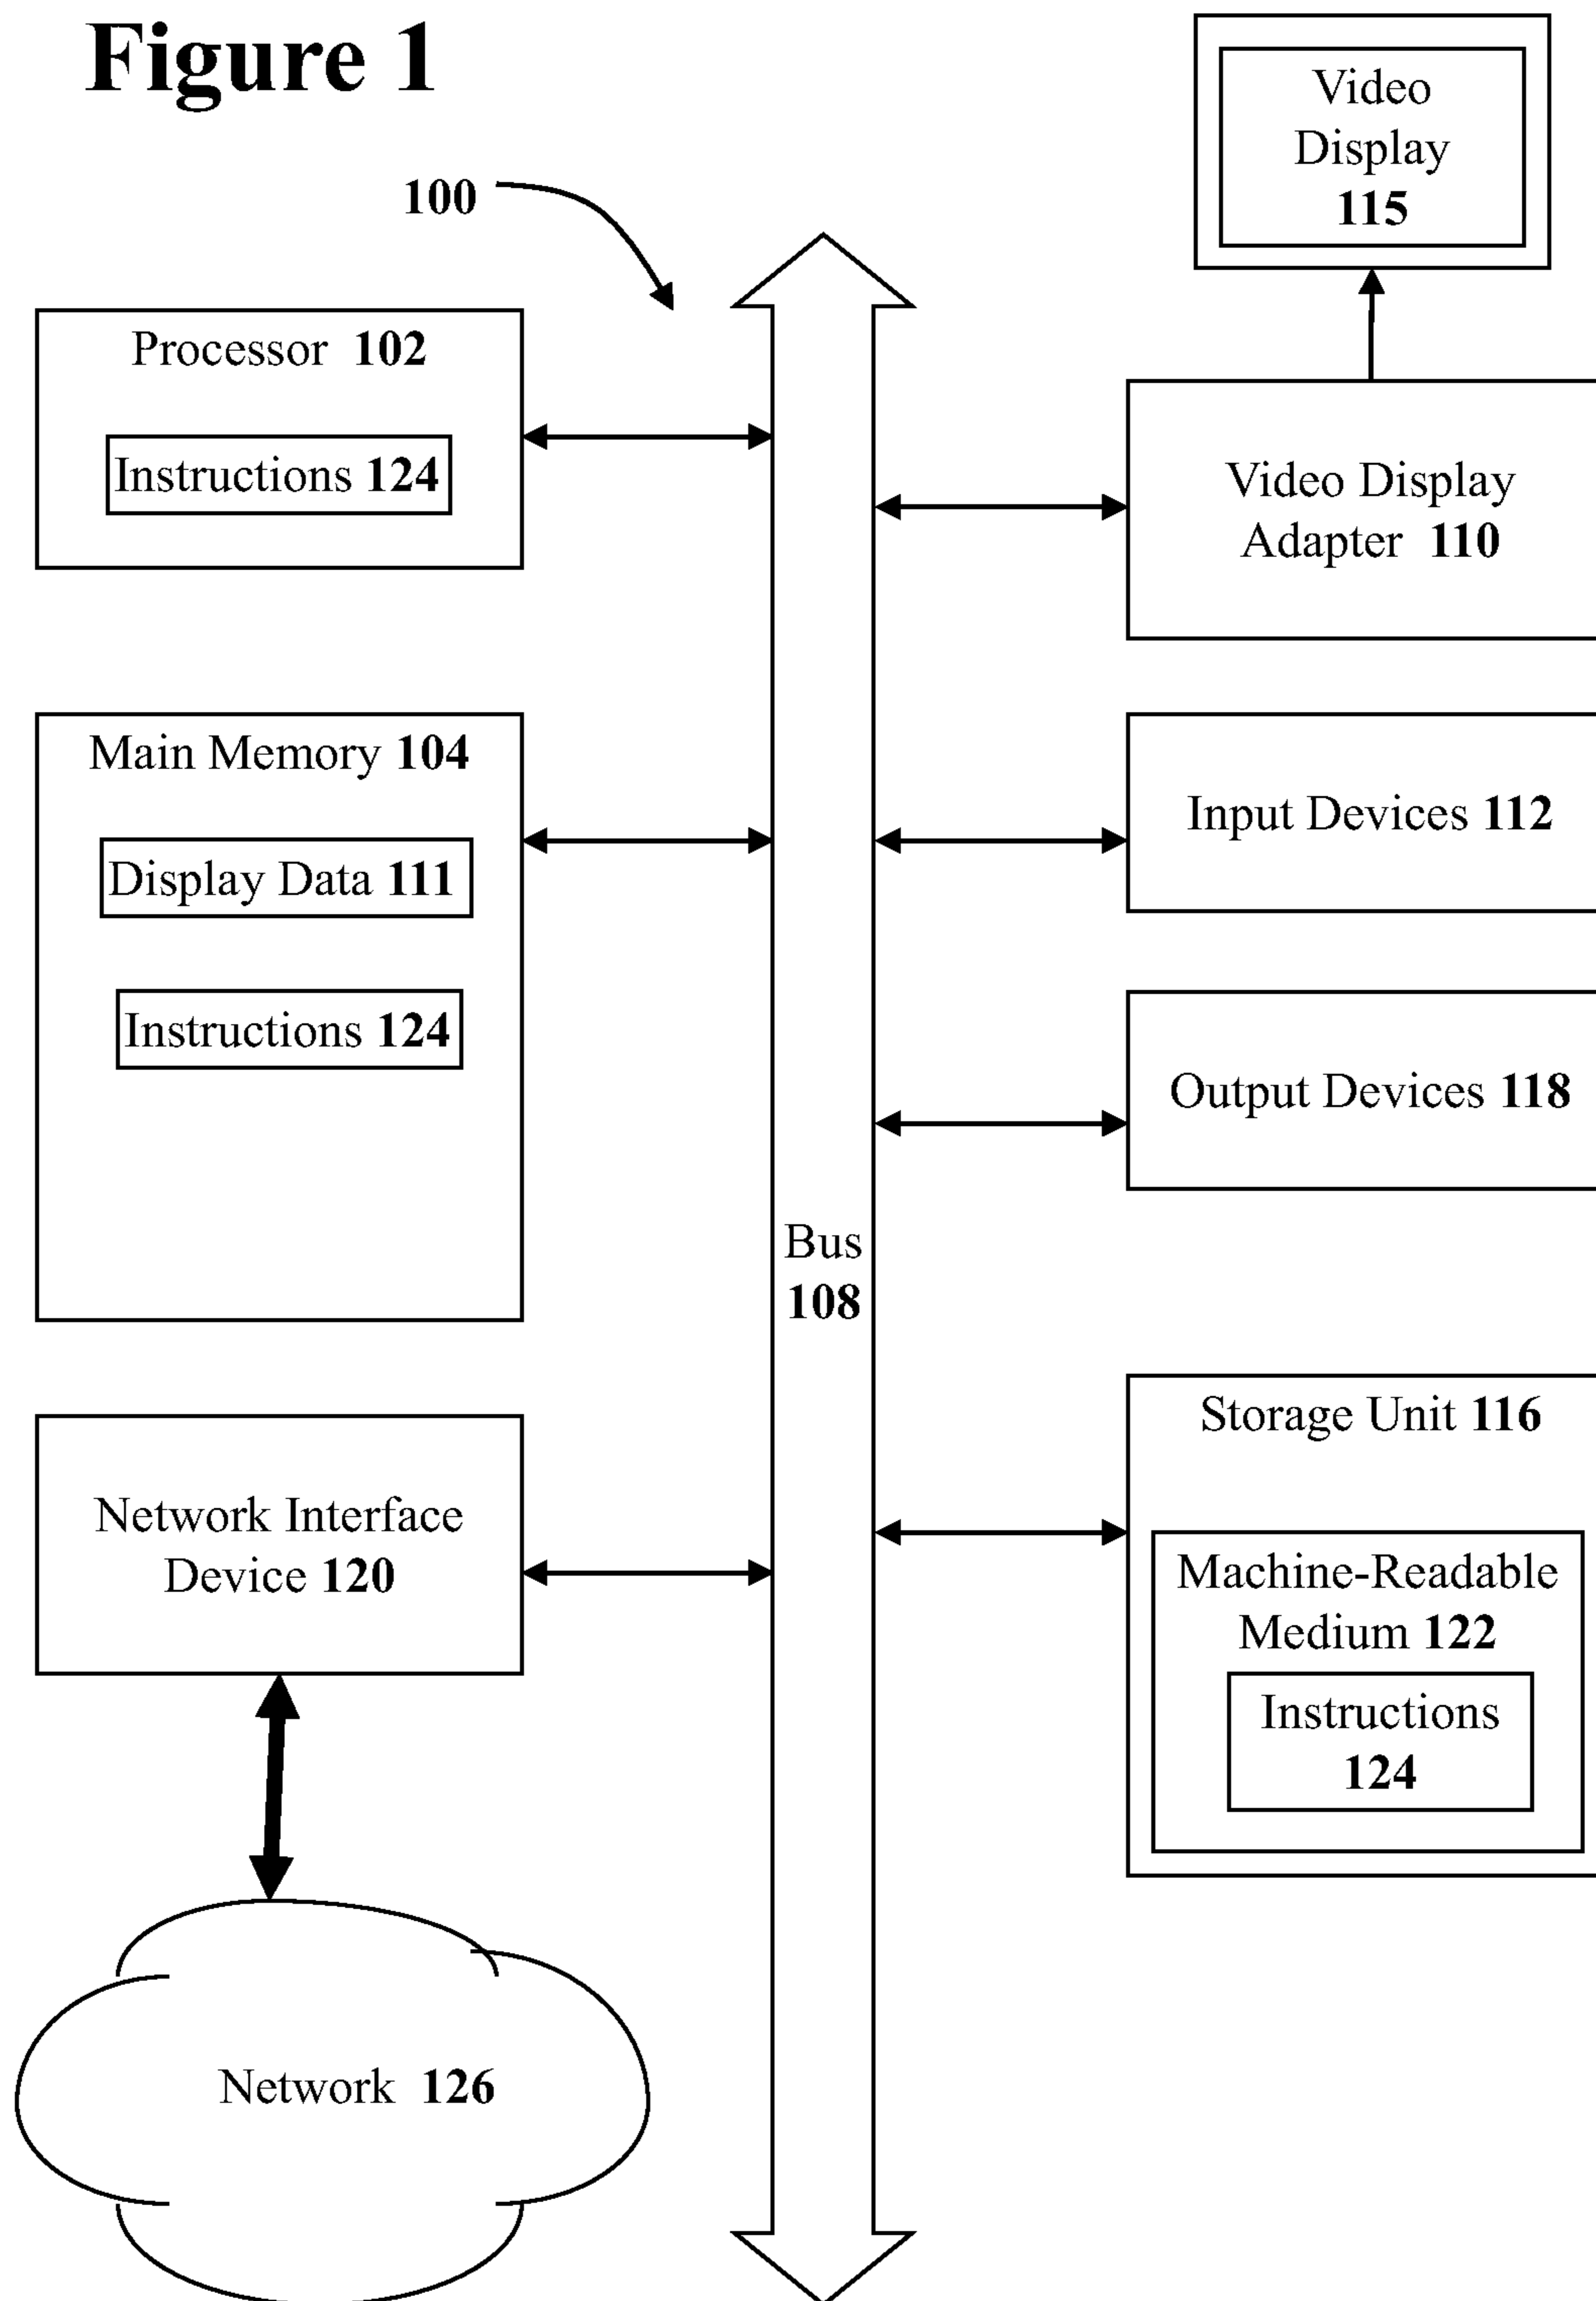 Figure 1
100
Video
Display
115
Processor 102
Instructions 124
Video Display
Adapter 110
Main Memory 104
Display Data 111
Instructions 124
Input Devices 112
Output Devices 118
Bus
108
Network Interface
Device 120
Storage Unit 116
Machine-Readable
Medium 122
Instructions
124
Network 126